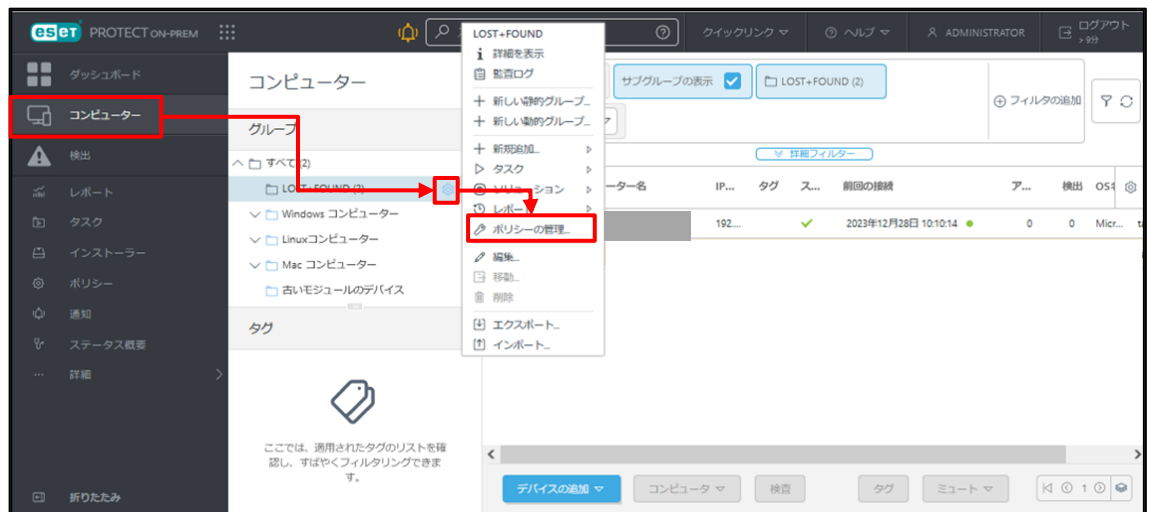 eset PROTECT ON-PREM
クイックリンク
ヘルプ
ADMINISTRATOR
ログアウト
> 9分
ダッシュボード
コンピューター
検出
レポート
タスク
インストーラー
ポリシー
通知
ステータス概要
詳細
折りたたみ
コンピューター
グループ
すべて (2)
LOST+FOUND (2)
Windows コンピューター
Linuxコンピューター
Mac コンピューター
古いモジュールのデバイス
タグ
ここでは、適用されたタグのリストを確
認し、すばやくフィルタリングできま
す。
LOST+FOUND
詳細を表示
監査ログ
新しい静的グループ...
新しい動的グループ...
新規追加...
タスク
ソリューション
レポート
ポリシーの管理...
編集...
移動...
削除
エクスポート...
インポート...
サブグループの表示
LOST+FOUND (2)
フィルタの追加
詳細フィルター
ーター名 IP... タグ ス... 前回の接続 ア... 検出 OS
192.... 2023年12月28日 10:10:14 0 0 Micr...
デバイスの追加 コンピュータ 検査 タグ ミュート 1